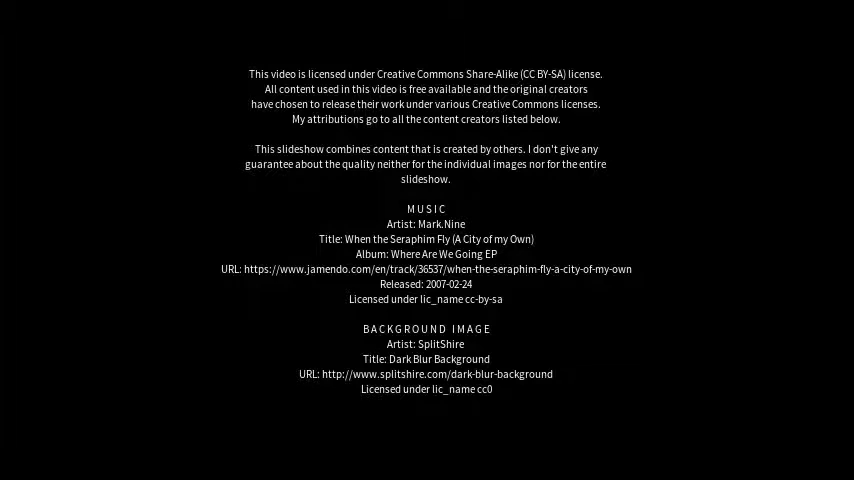 This video is licensed under Creative Commons Share-Alike (CC BY-SA) license.
All content used in this video is free available and the original creators
have chosen to release their work under various Creative Commons licenses.
My attributions go to all the content creators listed below.
This slideshow combines content that is created by others. I don't give any
guarantee about the quality neither for the individual images nor for the entire
slideshow.
MUSIC
Artist: Mark.Nine
Title: When the Seraphim Fly (A City of my Own)
Album: Where Are We Going EP
URL: https://www.jamendo.com/en/track/36537/when-the-seraphim-fly-a-city-of-my-own
Released: 2007-02-24
Licensed under lic_name cc-by-sa
BACKGROUND IMAGE
Artist: SplitShire
Title: Dark Blur Background
URL: http://www.splitshire.com/dark-blur-background
Licensed under lic_name cc0